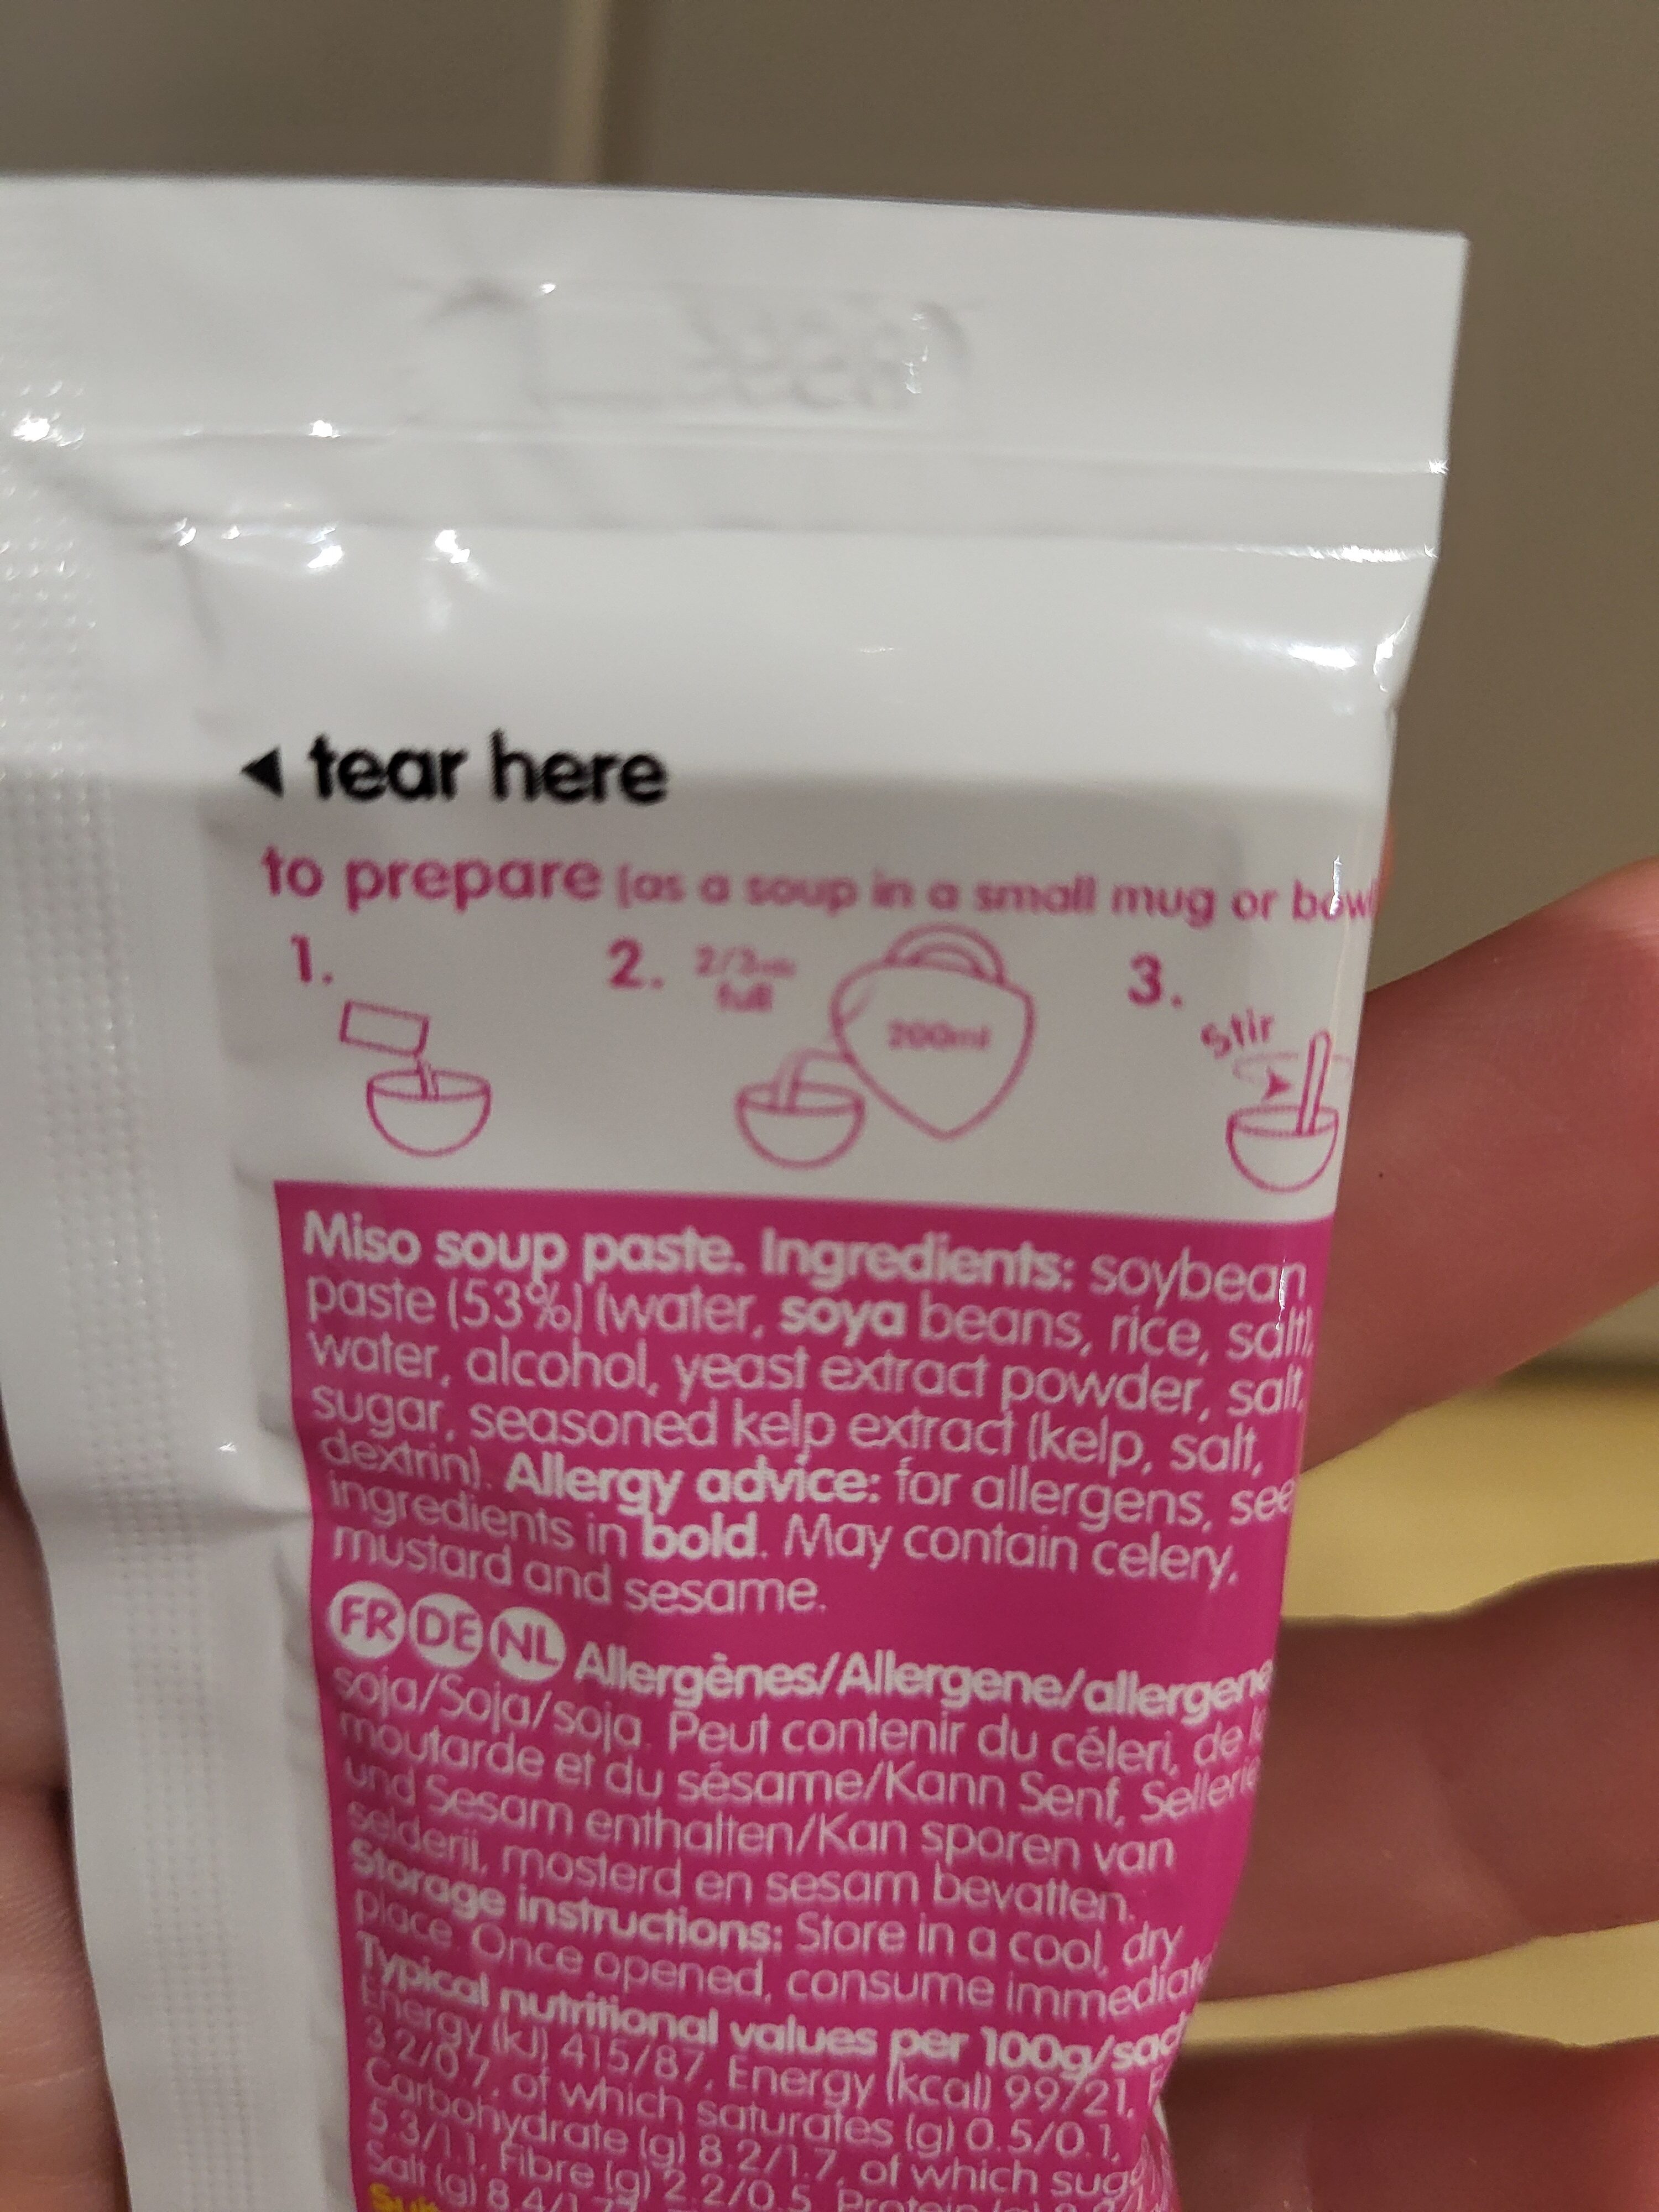 ◀ tear here
to prepare (as a soup in a small mug or bowl
1.
2. 2/3rds full
200ml
3. Stir
Miso soup paste. Ingredients: soybean
paste (53%) (water, soya beans, rice, salt),
water, alcohol, yeast extract powder, salt,
sugar, seasoned kelp extract (kelp, salt,
dextrin). Allergy advice: for allergens, see
ingredients in bold. May contain celery,
mustard and sesame.
FR DE NL Allergènes/Allergene/allergene
soja/Soja/soja. Peut contenir du céleri, de
moutarde et du sésame/Kann Senf, Sellerie
und Sesam enthalten/Kan sporen van
selderij, mosterd en sesam bevatten.
Storage instructions: Store in a cool, dry
place. Once opened, consume immediate
Typical nutritional values per 100g/sac
Energy (kJ) 415/87, Energy (kcal) 99/21,
3.2/0.7, of which saturates (g) 0.5/0.1,
Carbohydrate (g) 8.2/1.7, of which sug
5.3/1.1, Fibre (g) 2.2/0.5, Protein
Salt (g) 8.4/1.77